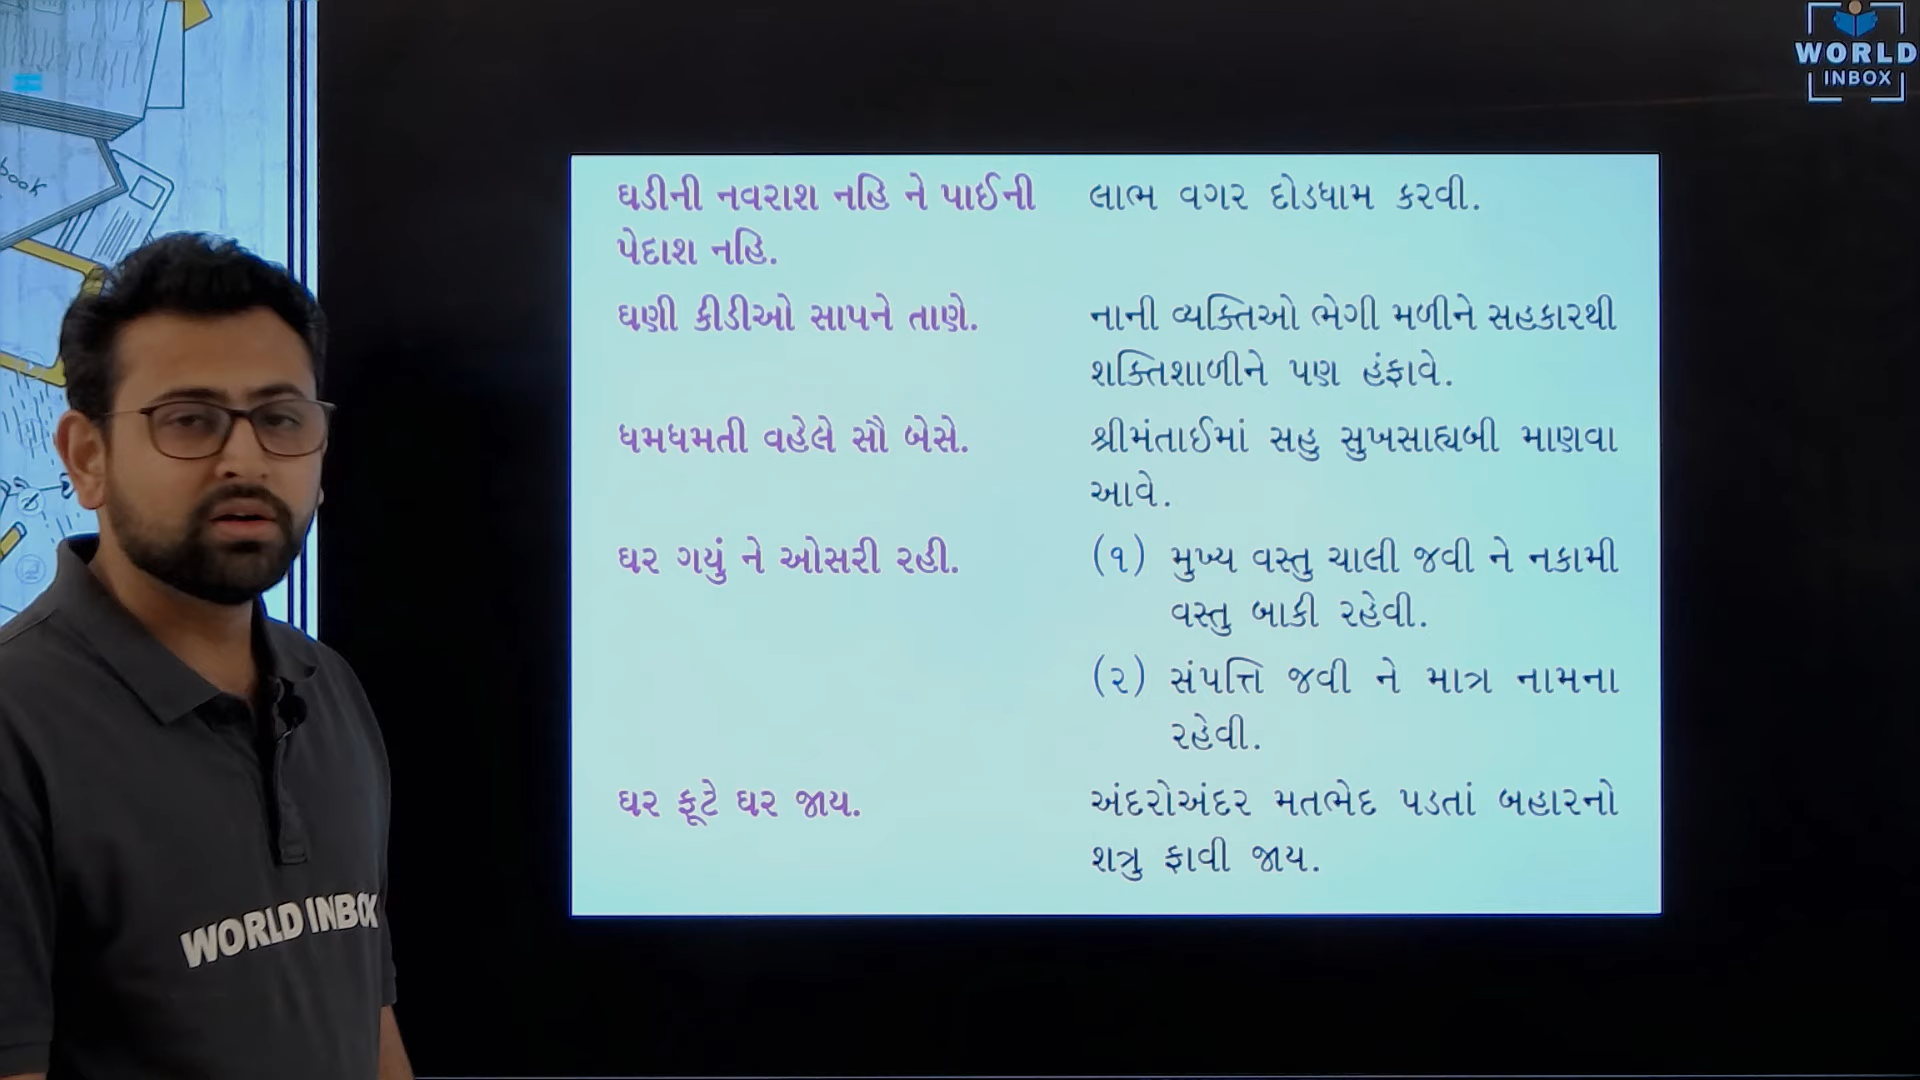 WORLD
INBOX
book
ઘડીની નવરાશ નહિ ને પાઈની
પેદાશ નહિ.
લાભ વગર દોડધામ કરવી.
ઘણી કીડીઓ સાપને તાણે.
નાની વ્યક્તિઓ ભેગી મળીને સહકારથી
શક્તિશાળીને પણ હંફાવે.
ધમધમતી વહેલે સૌ બેસે.
શ્રીમંતાઈમાં સહુ સુખસાહ્યબી માણવા
આવે.
ઘર ગયું ને ઓસરી રહી.
(૧) મુખ્ય વસ્તુ ચાલી જવી ને નકામી
વસ્તુ બાકી રહેવી.
(૨) સંપત્તિ જવી ને માત્ર નામના
રહેવી.
ઘર ફૂટે ઘર જાય.
અંદરોઅંદર મતભેદ પડતાં બહારનો
શત્રુ ફાવી જાય.
WORLD INBOX